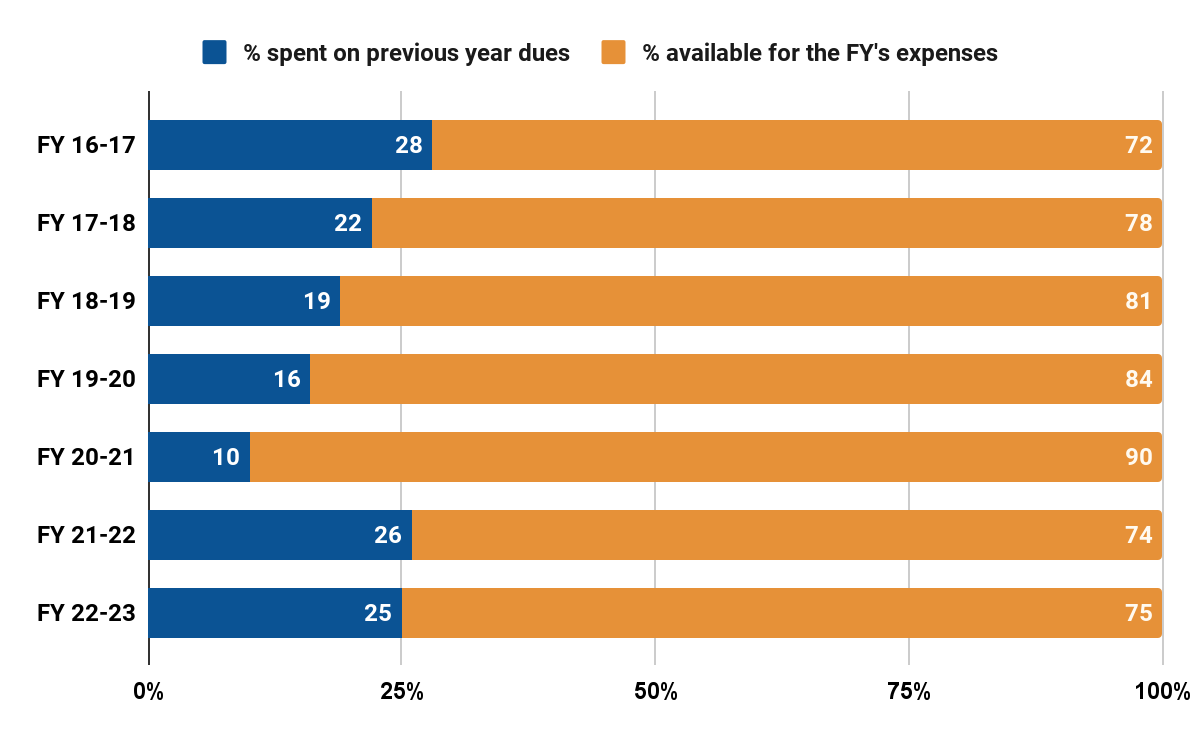 % spent on previous year dues % available for the FY's expenses
FY 16-17 28 72
FY 17-18 22 78
FY 18-19 19 81
FY 19-20 16 84
FY 20-21 10 90
FY 21-22 26 74
FY 22-23 25 75
0% 25% 50% 75% 100%